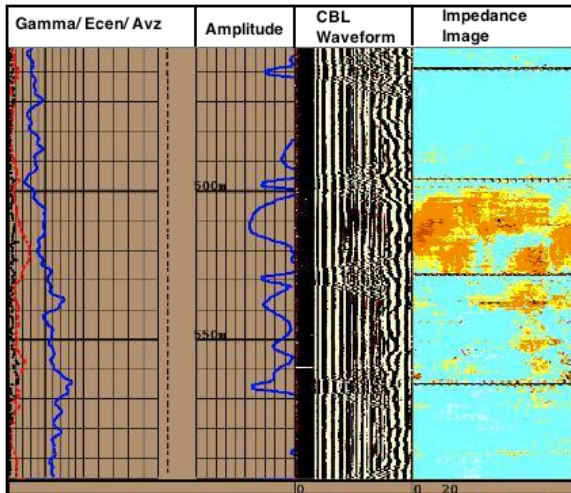 Gamma/ Ecen/ Avz
Amplitude
CBL
Waveform
Impedance
Image
500m
550m
0
0 20